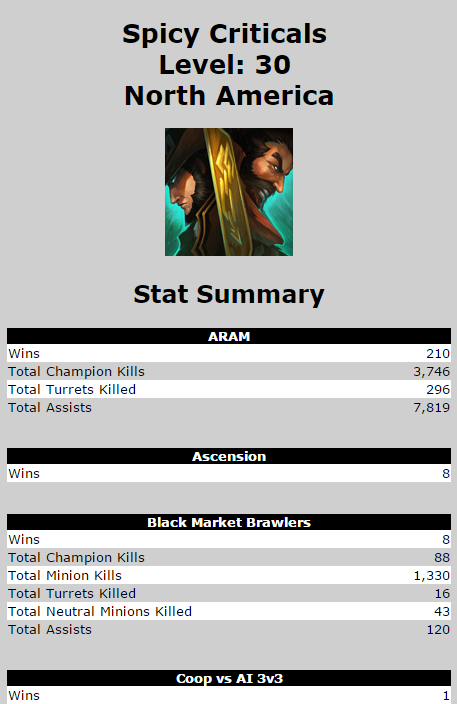 Spicy Criticals
Level: 30
North America
Stat Summary
ARAM
Wins 210
Total Champion Kills 3,746
Total Turrets Killed 296
Total Assists 7,819
Ascension
Wins 8
Black Market Brawlers
Wins 8
Total Champion Kills 88
Total Minion Kills 1,330
Total Turrets Killed 16
Total Neutral Minions Killed 43
Total Assists 120
Coop vs AI 3v3
Wins 1